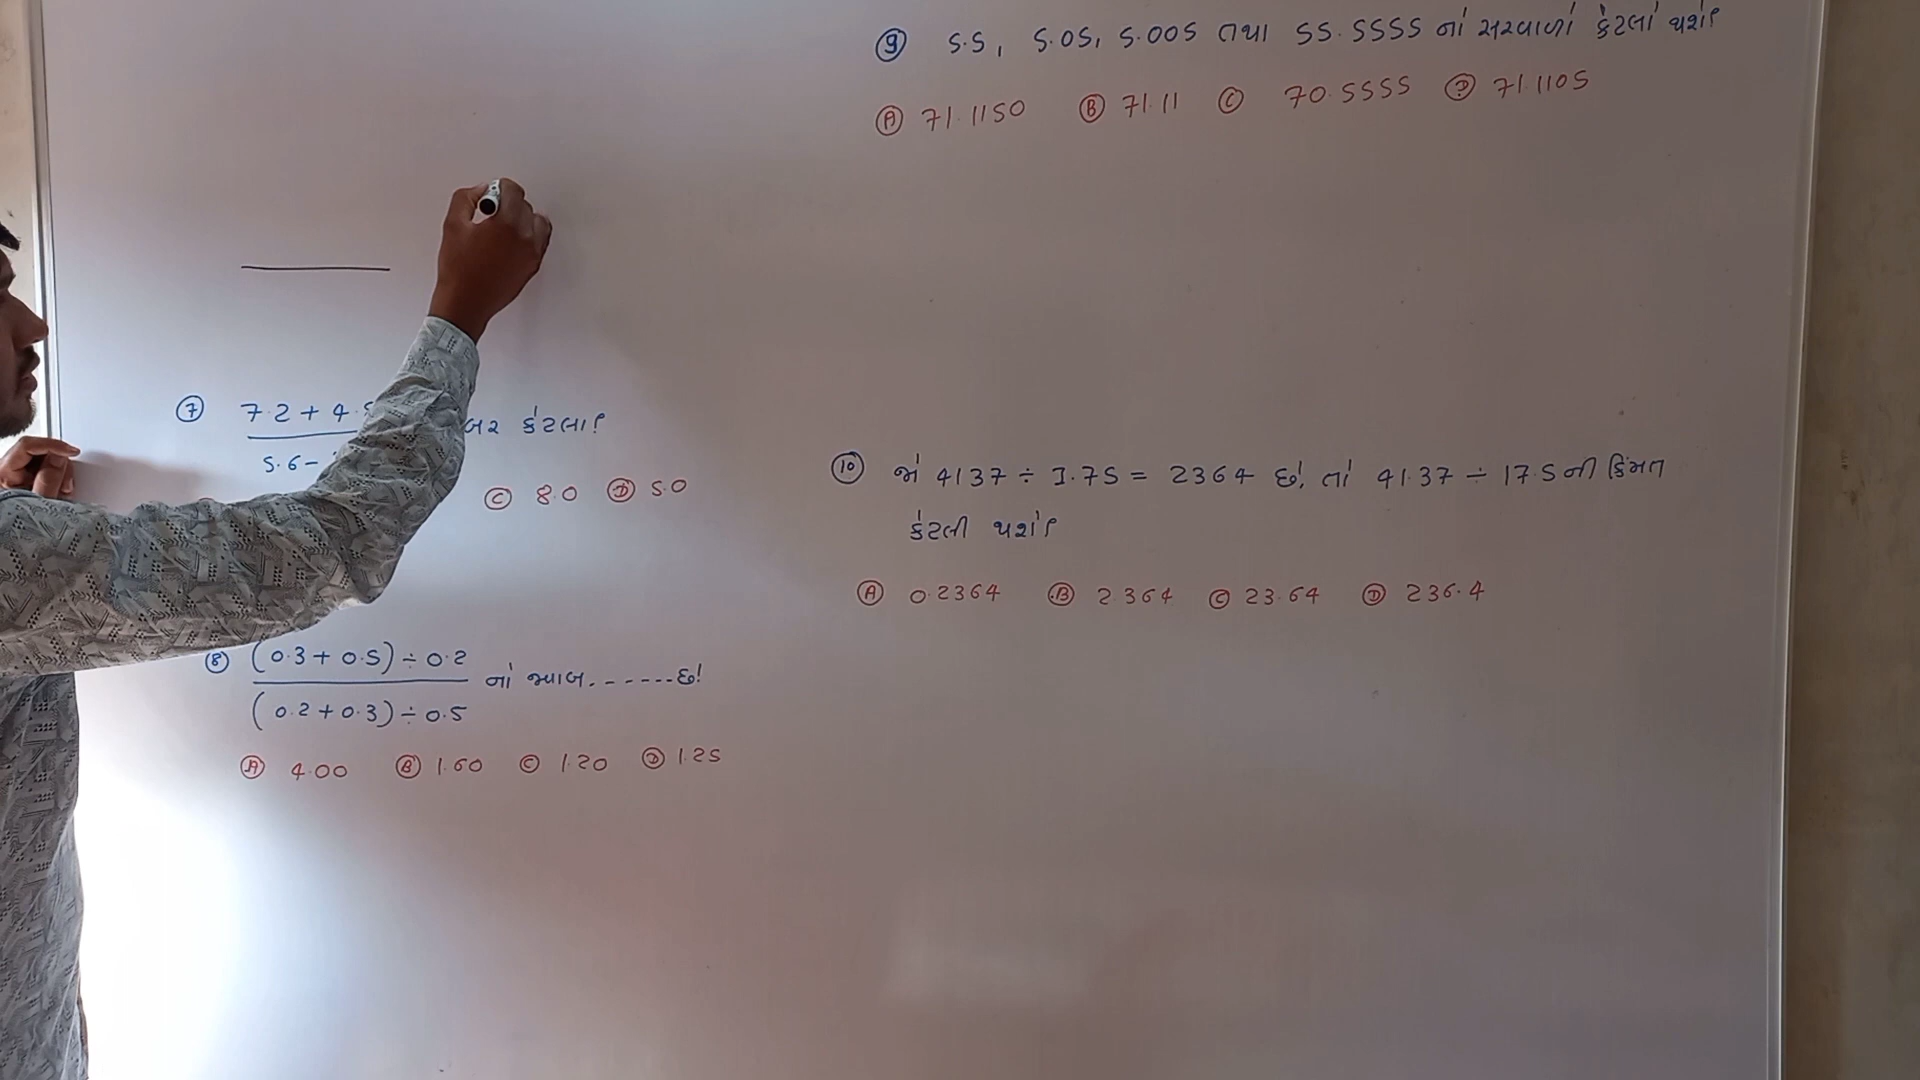 ⑦ 7.2 + 4.
5.6 -
બર કેટલા?
Ⓒ 8.0 Ⓓ 5.0
⑧ (0.3 + 0.5) ÷ 0.2
(0.2 + 0.3) ÷ 0.5
નો જવાબ.------છે!
Ⓐ 4.00 Ⓑ 1.60 Ⓒ 1.20 Ⓓ 1.25
⑨ 5.5, 5.05, 5.005 તથા 55.5555 નો સરવાળો કેટલો થશે?
Ⓐ 71.1150 Ⓑ 71.11 Ⓒ 70.5555 Ⓓ 71.1105
⑩ જો 4137 ÷ 1.75 = 2364 છે! તો 41.37 ÷ 17.5 ની કિંમત
કેટલી થશે?
Ⓐ 0.2364 Ⓑ 2.364 Ⓒ 23.64 Ⓓ 236.4